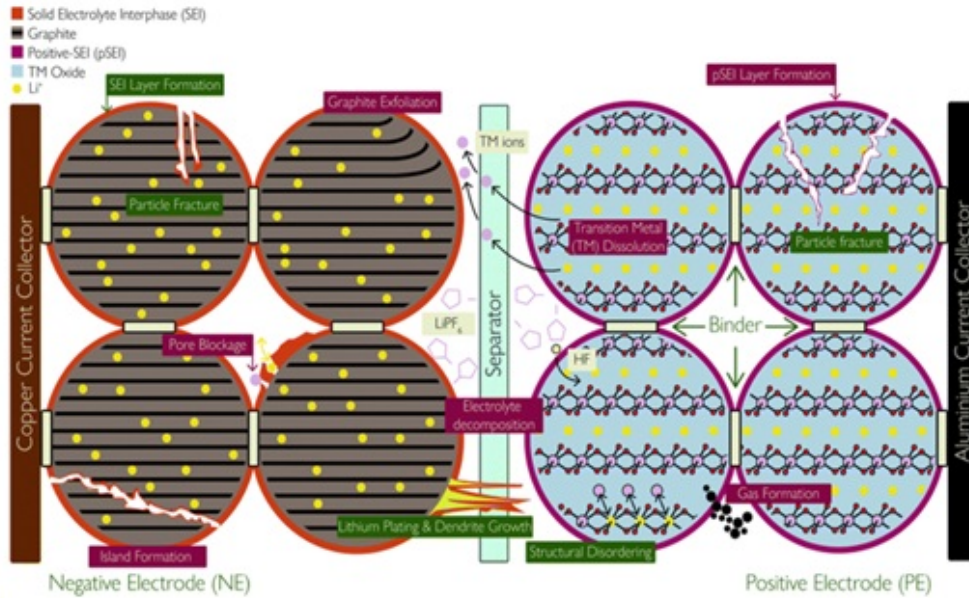 Solid Electrolyte Interphase (SEI)
Graphite
Positive-SEI (pSEI)
TM Oxide
Li⁺
SEI Layer Formation
Graphite Exfoliation
pSEI Layer Formation
TM ions
Particle Fracture
Transition Metal
(TM) Dissolution
Particle fracture
Copper Current Collector
Separator
Aluminium Current Collector
LiPF₆
Binder
Pore Blockage
HF
Electrolyte
decomposition
Gas Formation
Lithium Plating & Dendrite Growth
Island Formation
Structural Disordering
Negative Electrode (NE)
Positive Electrode (PE)